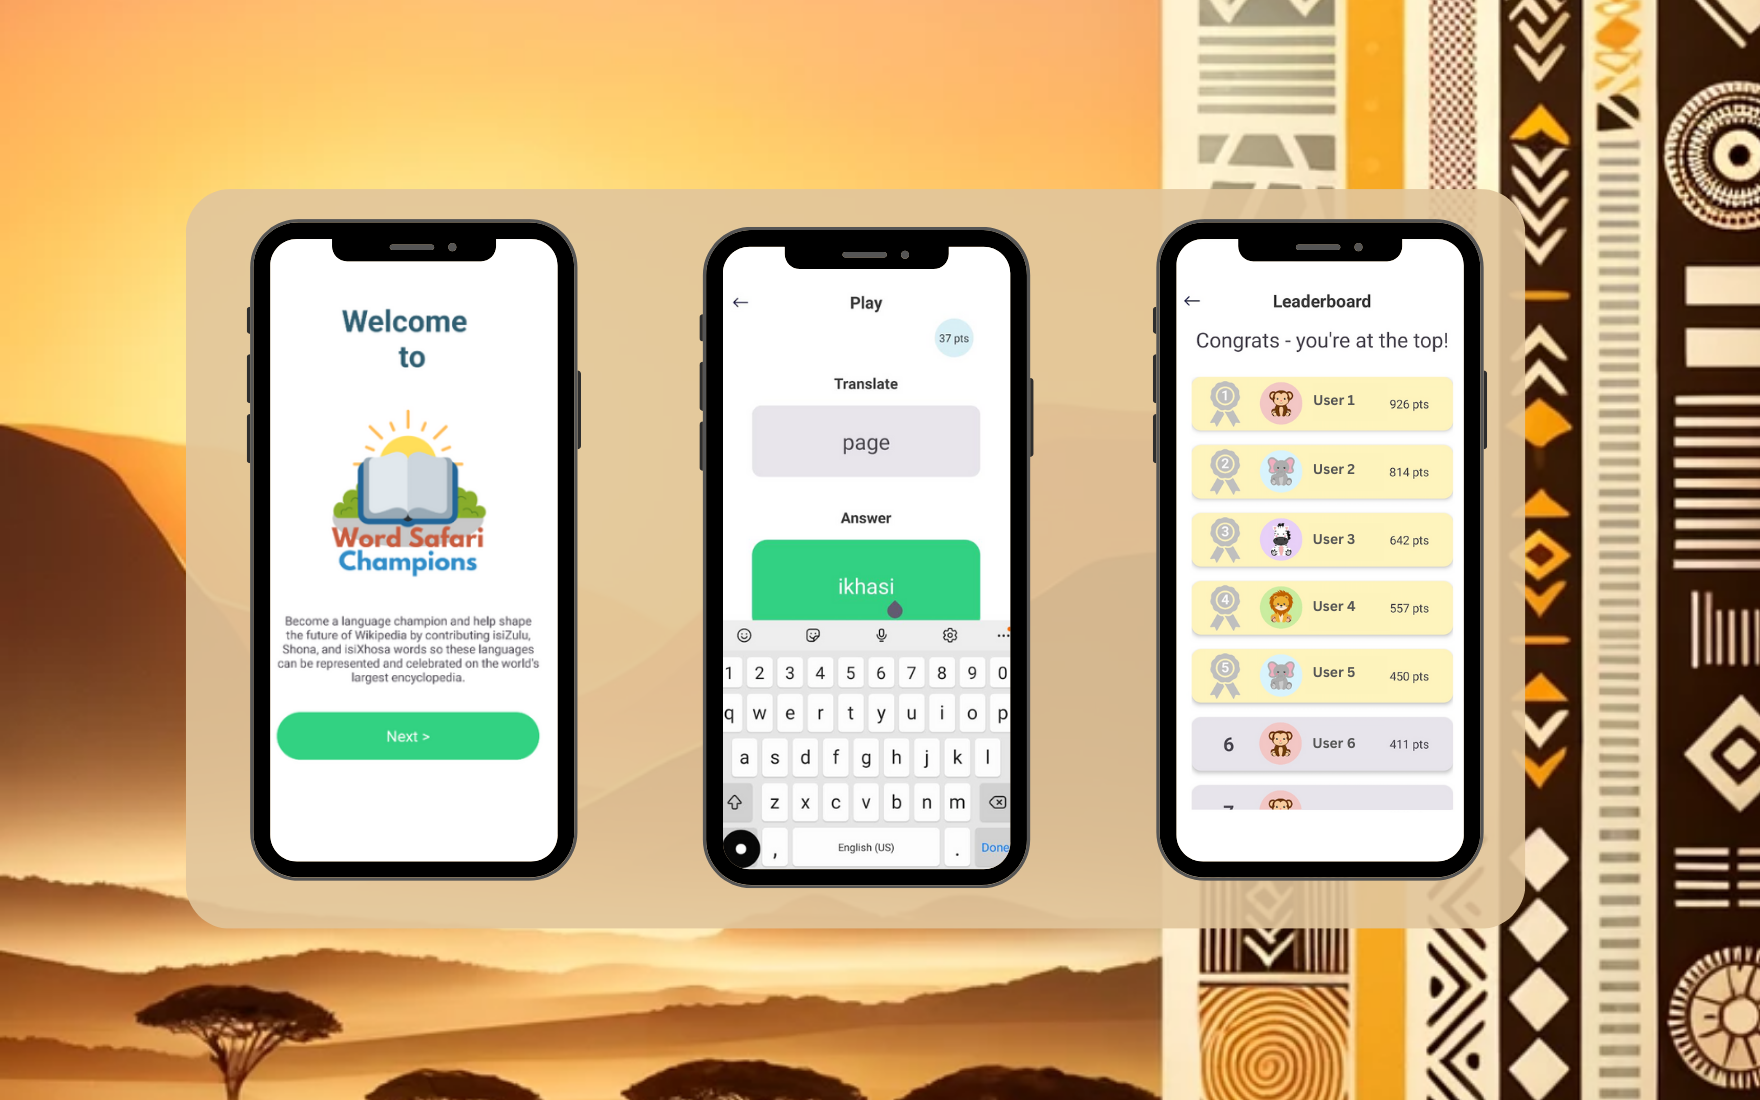 Welcome
to
Word Safari
Champions
Become a language champion and help shape
the future of Wikipedia by contributing isiZulu,
Shona, and isiXhosa words so these languages
can be represented and celebrated on the world's
largest encyclopedia.
Next >
Play
37 pts
Translate
page
Answer
ikhasi
1 2 3 4 5 6 7 8 9 0
q w e r t y u i o p
a s d f g h j k l
z x c v b n m
, English (US) . Done
Leaderboard
Congrats - you're at the top!
1 User 1 926 pts
2 User 2 814 pts
3 User 3 642 pts
4 User 4 557 pts
5 User 5 450 pts
6 User 6 411 pts